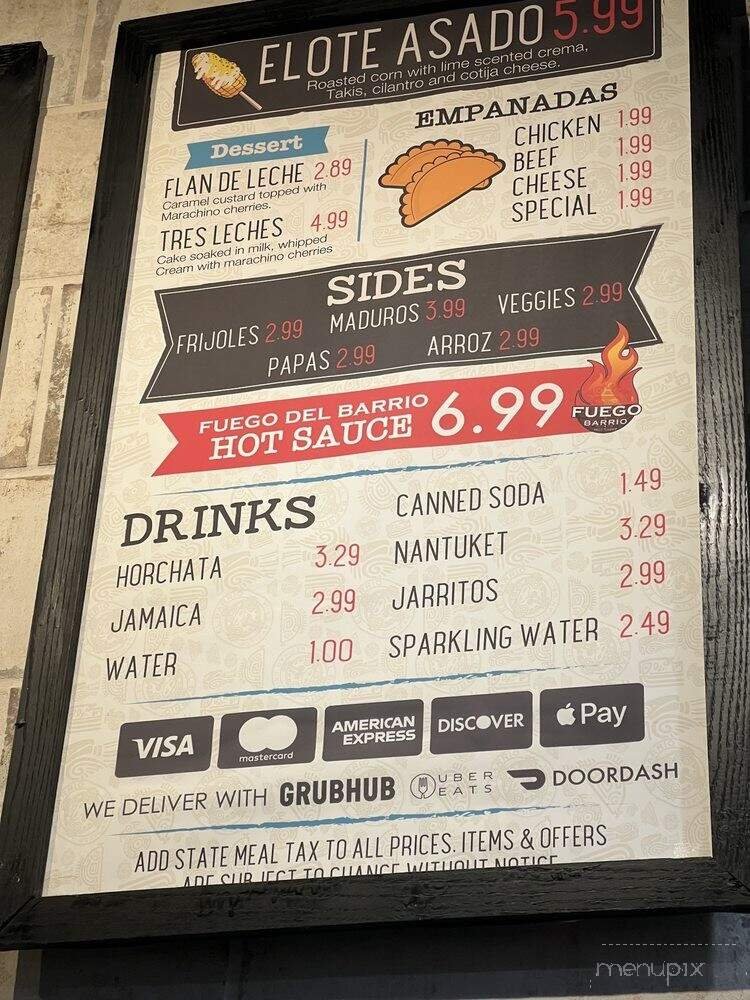 ELOTE ASADO 5.99
Roasted corn with lime scented crema,
Takis, cilantro and cotija cheese.
Dessert
FLAN DE LECHE 2.89
Caramel custard topped with
Marachino cherries.
TRES LECHES 4.99
Cake soaked in milk, whipped
Cream with marachino cherries
EMPANADAS
CHICKEN 1.99
BEEF 1.99
CHEESE 1.99
SPECIAL 1.99
SIDES
FRIJOLES 2.99 MADUROS 3.99 VEGGIES 2.99
PAPAS 2.99 ARROZ 2.99
FUEGO DEL BARRIO
HOT SAUCE 6.99
FUEGO
BARRIO
DRINKS
HORCHATA 3.29
JAMAICA 2.99
WATER 1.00
CANNED SODA 1.49
NANTUKET 3.29
JARRITOS 2.99
SPARKLING WATER 2.49
VISA mastercard AMERICAN EXPRESS DISCOVER Pay
WE DELIVER WITH GRUBHUB UBER EATS DOORDASH
ADD STATE MEAL TAX TO ALL PRICES. ITEMS & OFFERS
ARE SUBJECT TO CHANGE WITHOUT NOTICE
menupix